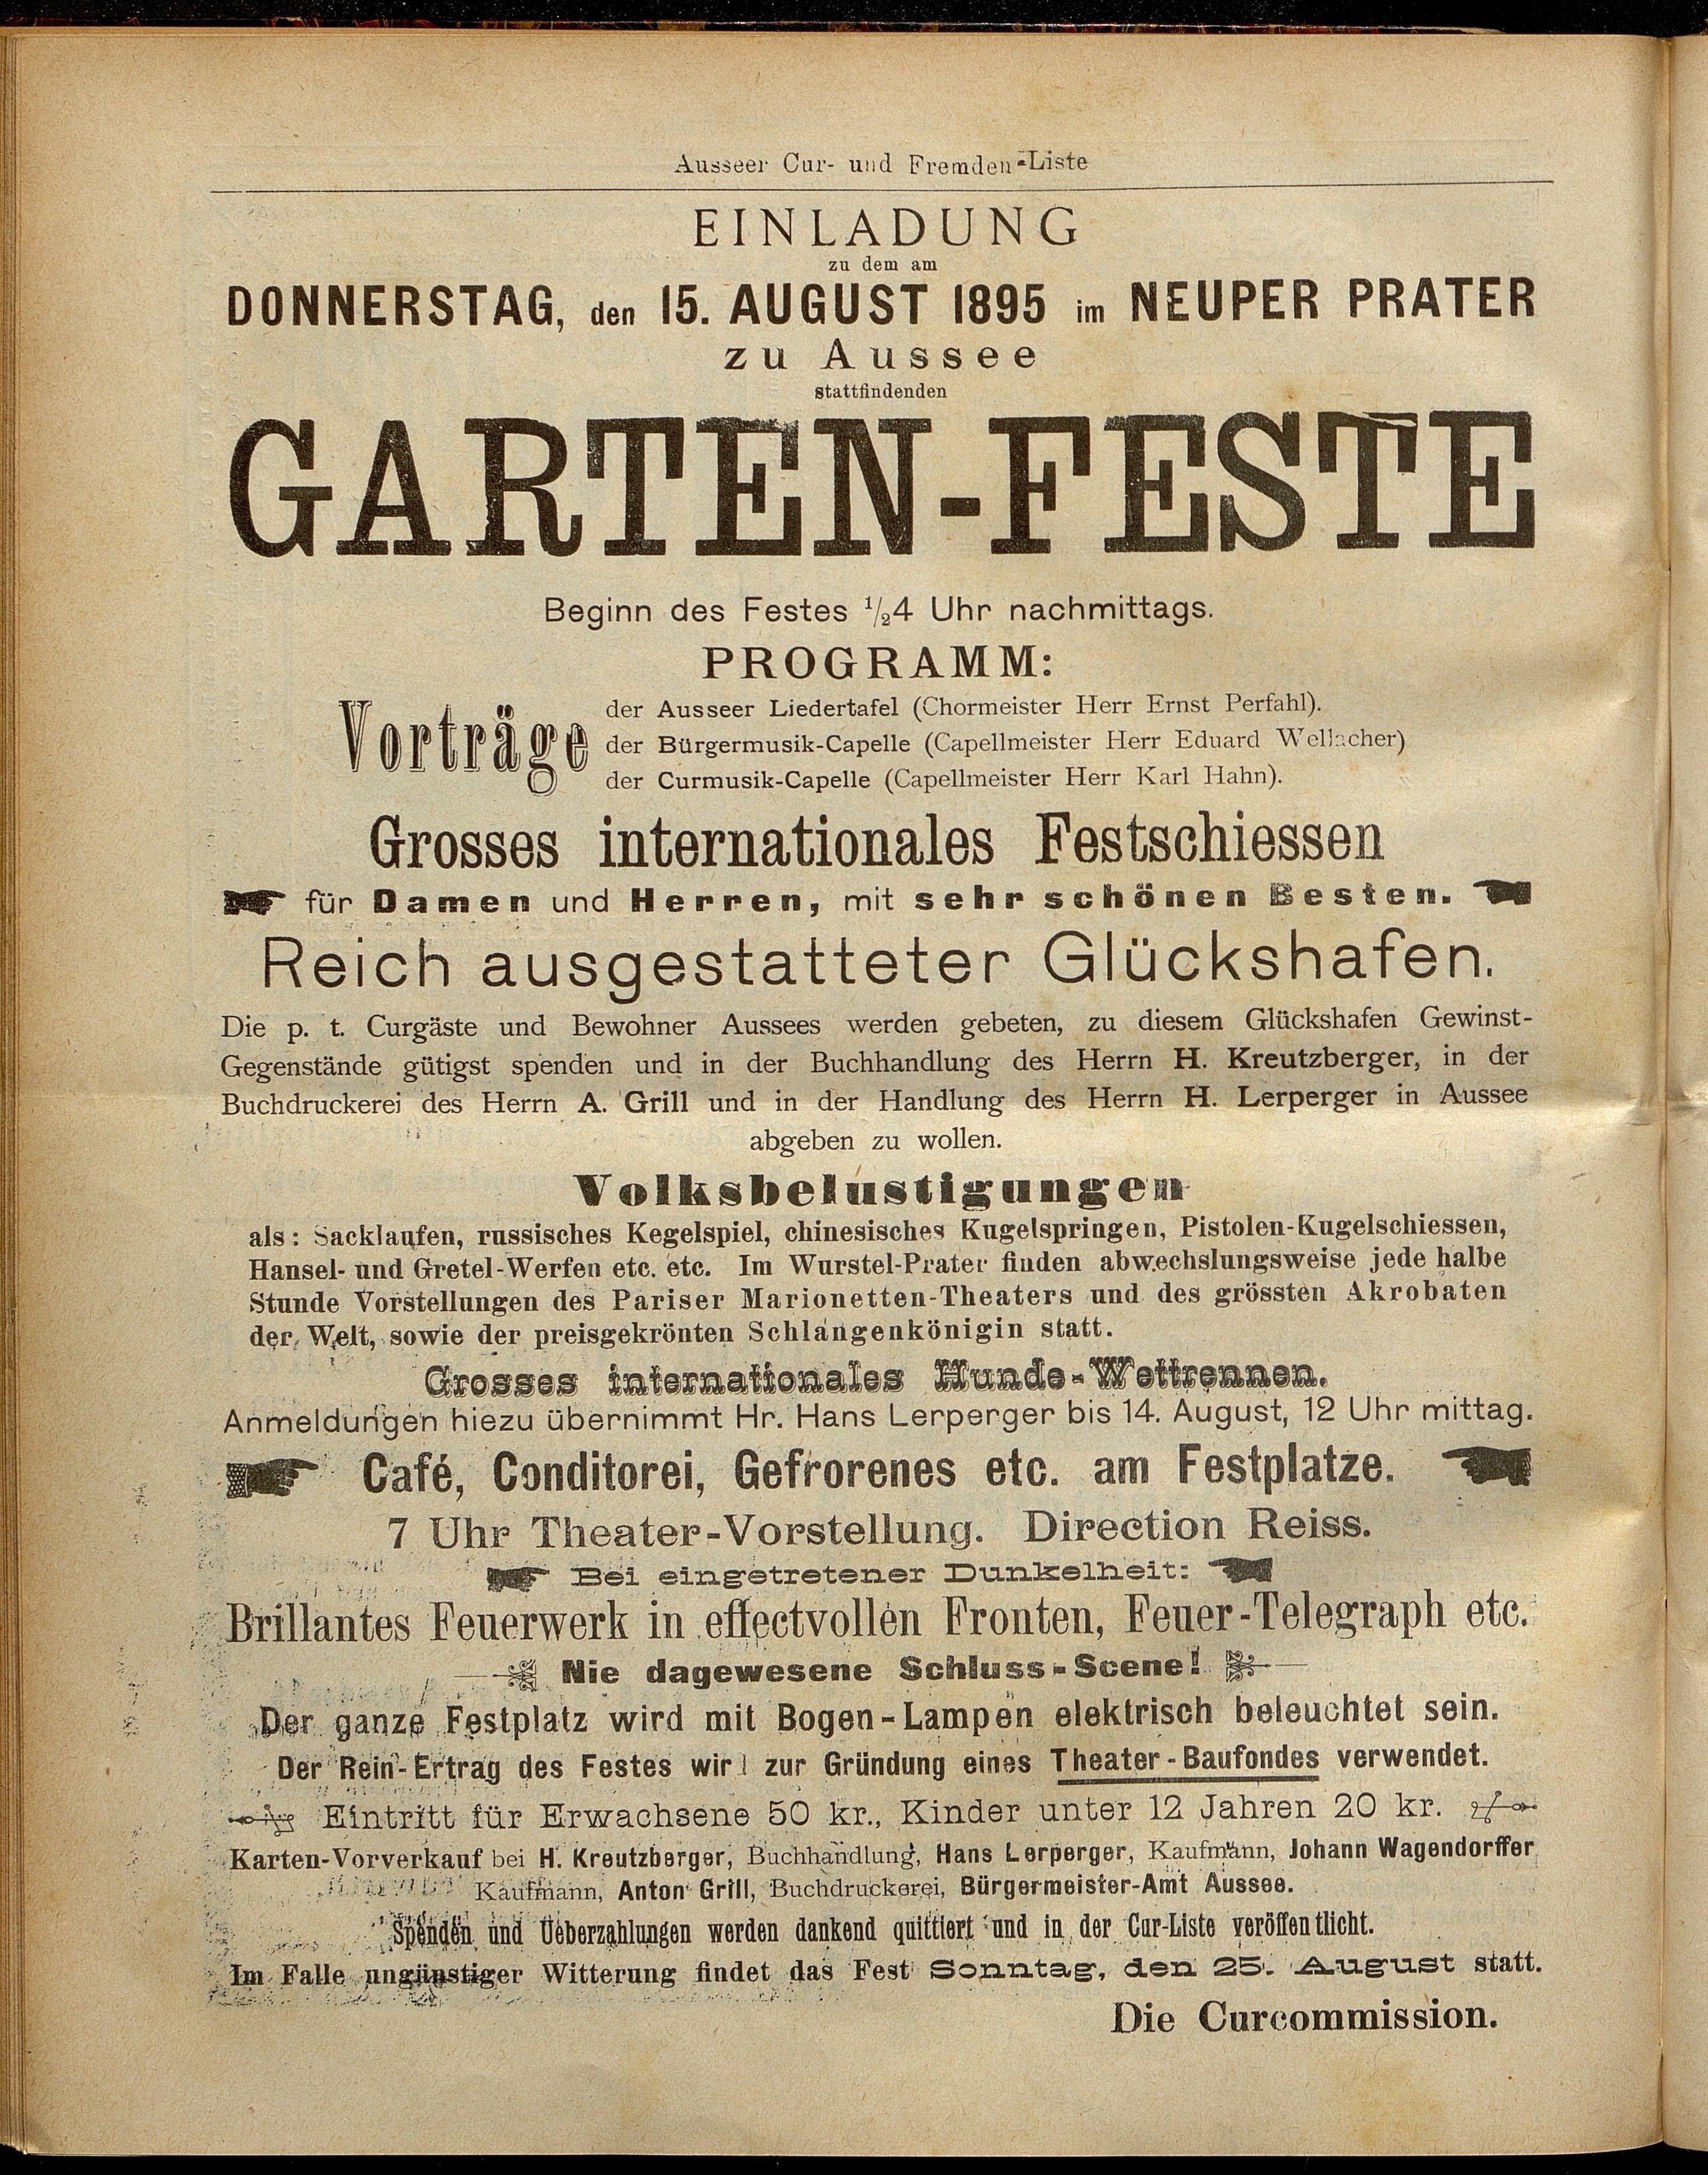 Ausseer Cur- und Fremden-Liste
EINLADUNG
zu dem am
DONNERSTAG, den 15. AUGUST 1895 im NEUPER PRATER
zu Aussee
stattfindenden
GARTEN-FESTE
Beginn des Festes 1/24 Uhr nachmittags.
PROGRAMM:
Vorträge
der Ausseer Liedertafel (Chormeister Herr Ernst Perfahl).
der Bürgermusik-Capelle (Capellmeister Herr Eduard Wellacher)
der Curmusik-Capelle (Capellmeister Herr Karl Hahn).
Grosses internationales Festschiessen
für Damen und Herren, mit sehr schönen Besten.
Reich ausgestatteter Glückshafen.
Die p. t. Curgäste und Bewohner Aussees werden gebeten, zu diesem Glückshafen Gewinst-
Gegenstände gütigst spenden und in der Buchhandlung des Herrn H. Kreutzberger, in der
Buchdruckerei des Herrn A. Grill und in der Handlung des Herrn H. Lerperger in Aussee
abgeben zu wollen.
Volksbelustigungen
als: Sacklaufen, russisches Kegelspiel, chinesisches Kugelspringen, Pistolen-Kugelschiessen,
Hansel- und Gretel-Werfen etc. etc. Im Wurstel-Prater finden abwechslungsweise jede halbe
Stunde Vorstellungen des Pariser Marionetten-Theaters und des grössten Akrobaten
der Welt, sowie der preisgekrönten Schlangenkönigin statt.
Grosses internationales Hunde-Wettrennen.
Anmeldungen hiezu übernimmt Hr. Hans Lerperger bis 14. August, 12 Uhr mittag.
Café, Conditorei, Gefrorenes etc. am Festplatze.
7 Uhr Theater-Vorstellung. Direction Reiss.
Bei eingetretener Dunkelheit:
Brillantes Feuerwerk in effectvollen Fronten, Feuer-Telegraph etc.
Nie dagewesene Schluss-Scene!
Der ganze Festplatz wird mit Bogen-Lampen elektrisch beleuchtet sein.
Der Rein-Ertrag des Festes wird zur Gründung eines Theater-Baufondes verwendet.
Eintritt für Erwachsene 50 kr., Kinder unter 12 Jahren 20 kr.
Karten-Vorverkauf bei H. Kreutzberger, Buchhandlung, Hans Lerperger, Kaufmann, Johann Wagendorffer
Kaufmann, Anton Grill, Buchdruckerei, Bürgermeister-Amt Aussee.
Spenden und Ueberzahlungen werden dankend quittiert und in der Cur-Liste veröffentlicht.
Im Falle ungünstiger Witterung findet das Fest Sonntag, den 25. August statt.
Die Curcommission.